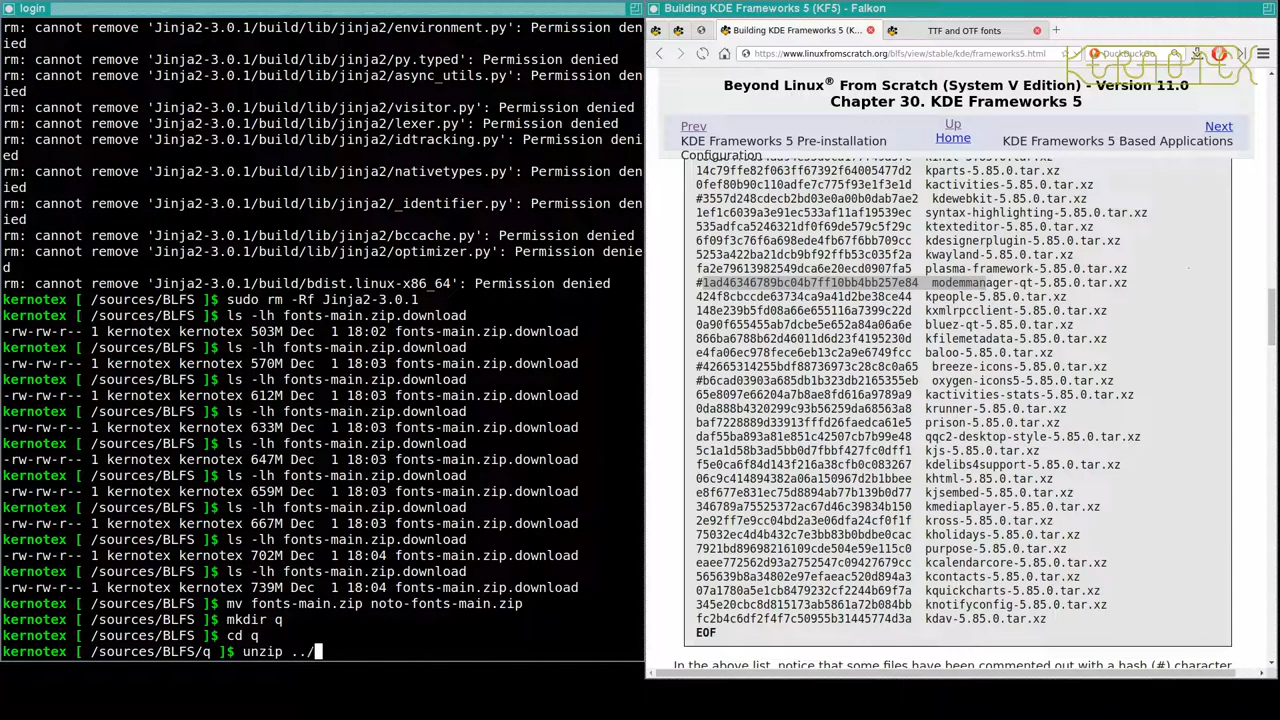 login
rm: cannot remove 'Jinja2-3.0.1/build/lib/jinja2/environment.py': Permission den
ied
rm: cannot remove 'Jinja2-3.0.1/build/lib/jinja2/py.typed': Permission denied
rm: cannot remove 'Jinja2-3.0.1/build/lib/jinja2/async_utils.py': Permission den
ied
rm: cannot remove 'Jinja2-3.0.1/build/lib/jinja2/visitor.py': Permission denied
rm: cannot remove 'Jinja2-3.0.1/build/lib/jinja2/lexer.py': Permission denied
rm: cannot remove 'Jinja2-3.0.1/build/lib/jinja2/idtracking.py': Permission deni
ed
rm: cannot remove 'Jinja2-3.0.1/build/lib/jinja2/nativetypes.py': Permission den
ied
rm: cannot remove 'Jinja2-3.0.1/build/lib/jinja2/_identifier.py': Permission den
ied
rm: cannot remove 'Jinja2-3.0.1/build/lib/jinja2/bccache.py': Permission denied
rm: cannot remove 'Jinja2-3.0.1/build/lib/jinja2/optimizer.py': Permission denie
d
rm: cannot remove 'Jinja2-3.0.1/build/bdist.linux-x86_64': Permission denied
kernotex [ /sources/BLFS ]$ sudo rm -Rf Jinja2-3.0.1
kernotex [ /sources/BLFS ]$ ls -lh fonts-main.zip.download
-rw-rw-r-- 1 kernotex kernotex 503M Dec  1 18:02 fonts-main.zip.download
kernotex [ /sources/BLFS ]$ ls -lh fonts-main.zip.download
-rw-rw-r-- 1 kernotex kernotex 570M Dec  1 18:03 fonts-main.zip.download
kernotex [ /sources/BLFS ]$ ls -lh fonts-main.zip.download
-rw-rw-r-- 1 kernotex kernotex 612M Dec  1 18:03 fonts-main.zip.download
kernotex [ /sources/BLFS ]$ ls -lh fonts-main.zip.download
-rw-rw-r-- 1 kernotex kernotex 633M Dec  1 18:03 fonts-main.zip.download
kernotex [ /sources/BLFS ]$ ls -lh fonts-main.zip.download
-rw-rw-r-- 1 kernotex kernotex 647M Dec  1 18:03 fonts-main.zip.download
kernotex [ /sources/BLFS ]$ ls -lh fonts-main.zip.download
-rw-rw-r-- 1 kernotex kernotex 659M Dec  1 18:03 fonts-main.zip.download
kernotex [ /sources/BLFS ]$ ls -lh fonts-main.zip.download
-rw-rw-r-- 1 kernotex kernotex 667M Dec  1 18:03 fonts-main.zip.download
kernotex [ /sources/BLFS ]$ ls -lh fonts-main.zip.download
-rw-rw-r-- 1 kernotex kernotex 702M Dec  1 18:04 fonts-main.zip.download
kernotex [ /sources/BLFS ]$ ls -lh fonts-main.zip.download
-rw-rw-r-- 1 kernotex kernotex 739M Dec  1 18:04 fonts-main.zip.download
kernotex [ /sources/BLFS ]$ mv fonts-main.zip noto-fonts-main.zip
kernotex [ /sources/BLFS ]$ mkdir q
kernotex [ /sources/BLFS ]$ cd q
kernotex [ /sources/BLFS/q ]$ unzip ../
Building KDE Frameworks 5 (KF5) - Falkon
Building KDE Frameworks 5 (K...
TTF and OTF fonts
https://www.linuxfromscratch.org/blfs/view/stable/kde/frameworks5.html
DuckDuckGo
KERNOTEX
Beyond Linux® From Scratch (System V Edition) - Version 11.0
Chapter 30. KDE Frameworks 5
Prev Up Next
KDE Frameworks 5 Pre-installation Configuration
Home
KDE Frameworks 5 Based Applications
14c79ffe82f063ff67392f64005477d2  kparts-5.85.0.tar.xz
0fef80b90c110adfe7c775f93e1f3e1d  kactivities-5.85.0.tar.xz
#3557d248cdecb2bd03e0a00b0dab7ae2  kdewebkit-5.85.0.tar.xz
1ef1c6039a3e91ec533af11af19539ec  syntax-highlighting-5.85.0.tar.xz
535adfca5246321df0f69de579c5f29c  ktexteditor-5.85.0.tar.xz
6f09f3c76f6a698ede4fb67f6bb709cc  kdesignerplugin-5.85.0.tar.xz
5253a422ba21dcb9bf92ffb53c035f2a  kwayland-5.85.0.tar.xz
fa2e79613982549dca6e20ecd0907fa5  plasma-framework-5.85.0.tar.xz
#1ad46346789bc04b7ff10bb4bb257e84  modemmanager-qt-5.85.0.tar.xz
424f8cbccde63734ca9a41d2be38ce44  kpeople-5.85.0.tar.xz
148e239b5fd08a66e655116a7399c22d  kxmlrpcclient-5.85.0.tar.xz
0a90f655455ab7dcbe5e652a84a06a6e  bluez-qt-5.85.0.tar.xz
866ba6788b62d46011d6d23f4195230d  kfilemetadata-5.85.0.tar.xz
e4fa06ec978fece6eb13c2a9e6749fcc  baloo-5.85.0.tar.xz
#42665314255bdf88736973c28c8c0a65  breeze-icons-5.85.0.tar.xz
#b6cad03903a685db1b323db2165355eb  oxygen-icons5-5.85.0.tar.xz
65e8097e66204a7b8ae8fd616a9789a9  kactivities-stats-5.85.0.tar.xz
0da888b4320299c93b56259da68563a8  krunner-5.85.0.tar.xz
baf7228889d33913fffd26faedca61e5  prison-5.85.0.tar.xz
daf55ba893a81e851c42507cb7b99e48  qqc2-desktop-style-5.85.0.tar.xz
5c1a1d58b3ad5bb0d7fbbf427fc0dff1  kjs-5.85.0.tar.xz
f5e0ca6f84d143f216a38cfb0c083267  kdelibs4support-5.85.0.tar.xz
06c9c414894382a06a150967d2b1bbee  khtml-5.85.0.tar.xz
e8f677e831ec75d8894ab77b139b0d77  kjsembed-5.85.0.tar.xz
346789a75525372ac67d46c39834b150  kmediaplayer-5.85.0.tar.xz
2e92ff7e9cc04bd2a3e06dfa24cf0f1f  kross-5.85.0.tar.xz
75032ec4d4b432c7e3bb83b0bdbe0cac  kholidays-5.85.0.tar.xz
7921bd89698216109cde504e59e115c0  purpose-5.85.0.tar.xz
eaee772562d93a2752547c09427679cc  kcalendarcore-5.85.0.tar.xz
565639b8a34802e97efaeac520d894a3  kcontacts-5.85.0.tar.xz
07a1780a5e1cb8479232cf2244b69f7a  kquickcharts-5.85.0.tar.xz
345e20cbc8d815173ab5861a72b084bb  knotifyconfig-5.85.0.tar.xz
fc2b4c6df2f4f7c50955b31445774d3a  kdav-5.85.0.tar.xz
EOF
In the above list, notice that some files have been commented out with a hash (#) character